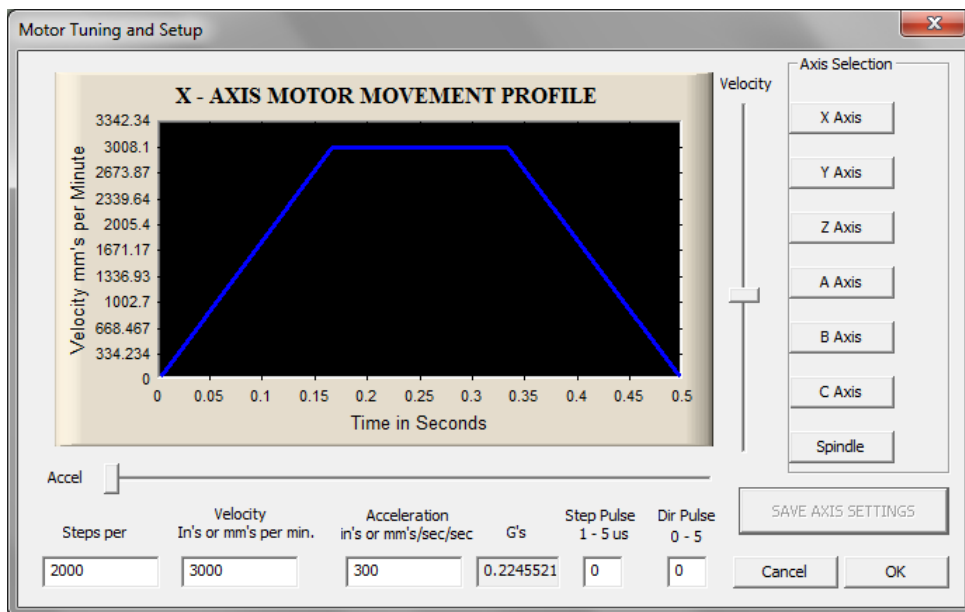 Motor Tuning and Setup
X - AXIS MOTOR MOVEMENT PROFILE
Velocity mm's per Minute
3342.34
3008.1
2673.87
2339.64
2005.4
1671.17
1336.93
1002.7
668.467
334.234
0
0 0.05 0.1 0.15 0.2 0.25 0.3 0.35 0.4 0.45 0.5
Time in Seconds
Velocity
Axis Selection
X Axis
Y Axis
Z Axis
A Axis
B Axis
C Axis
Spindle
Accel
Steps per
Velocity
In's or mm's per min.
Acceleration
in's or mm's/sec/sec
G's
Step Pulse
1 - 5 us
Dir Pulse
0 - 5
2000 3000 300 0.2245521 0 0
SAVE AXIS SETTINGS
Cancel OK